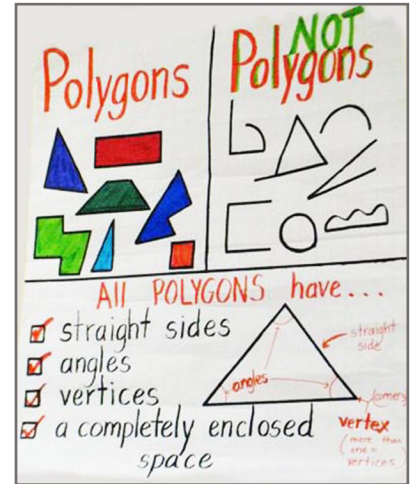 Polygons
NOT
Polygons
All POLYGONS have...
straight sides
angles
vertices
a completely enclosed
space
angles
straight
side
(corner)
vertex
(more than
one =
vertices)